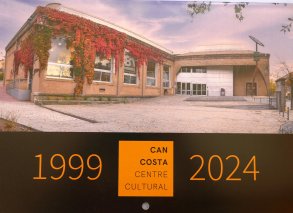 1999
CAN
COSTA
CENTRE
CULTURAL
2024